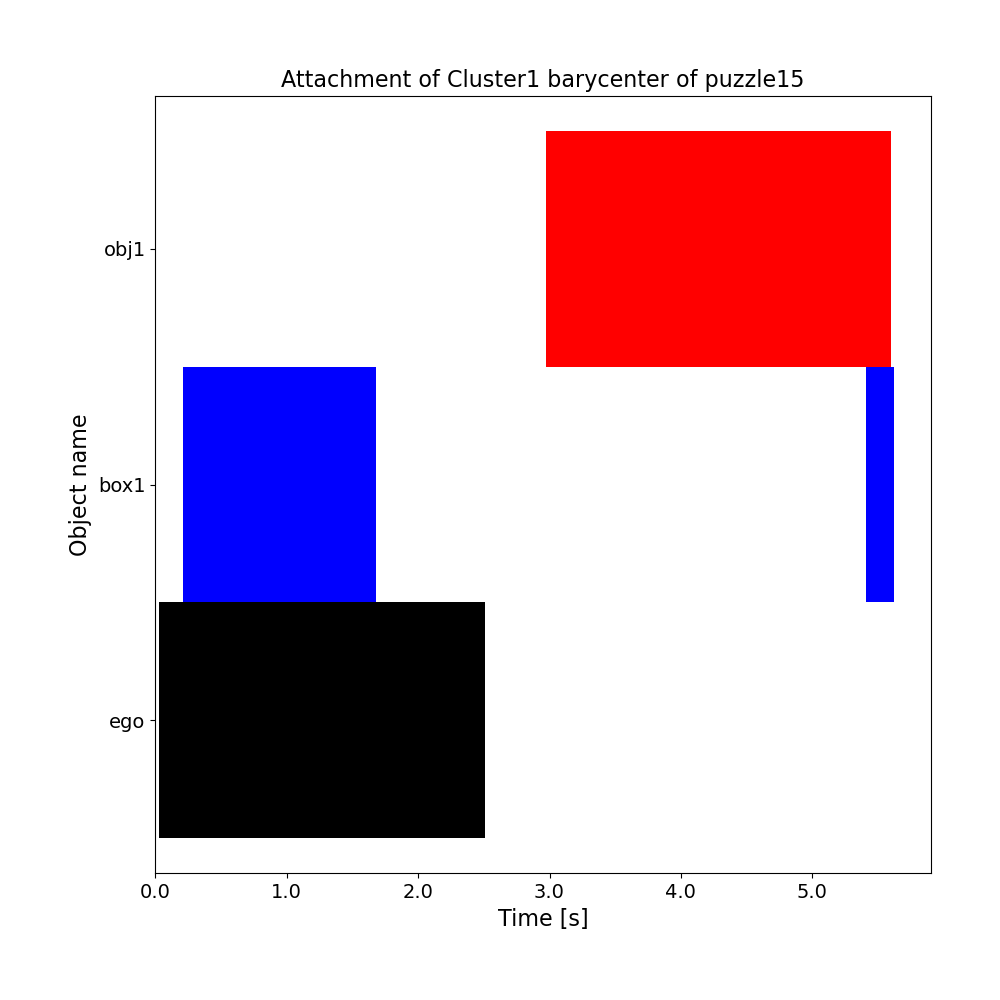 Attachment of Cluster1 barycenter of puzzle15
obj1
box1
ego
Object name
0.0 1.0 2.0 3.0 4.0 5.0
Time [s]